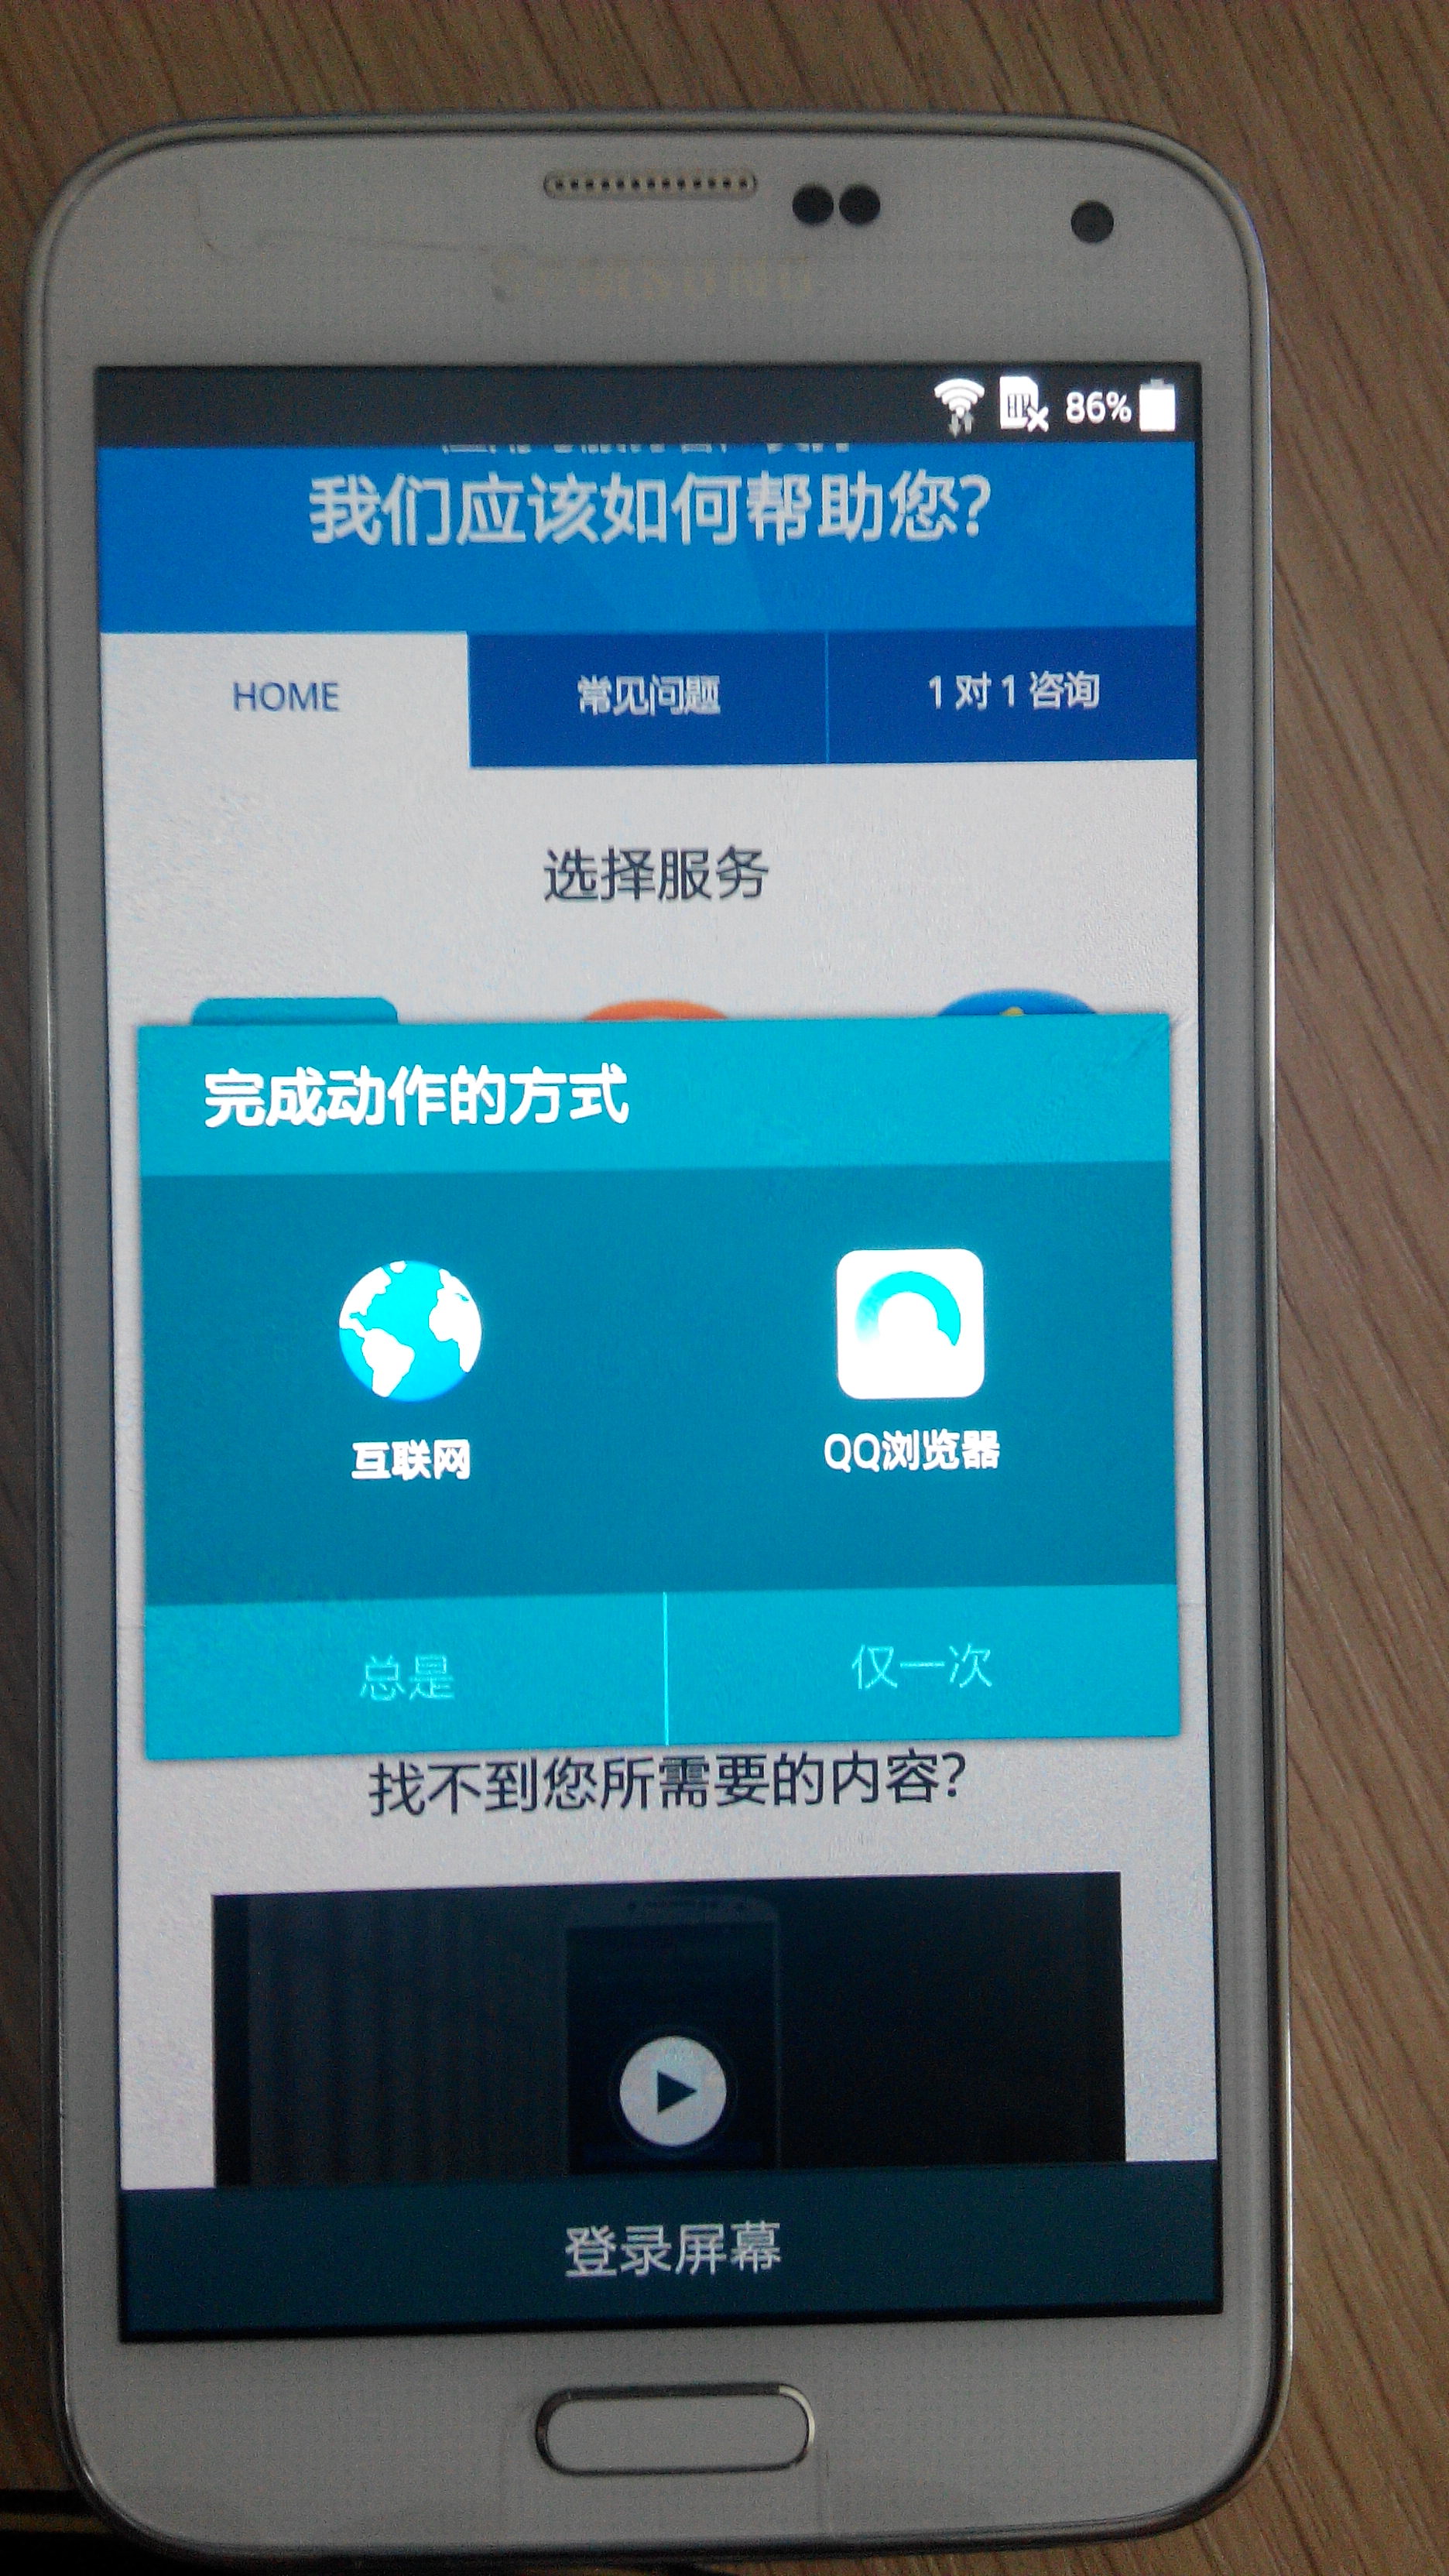 SAMSUNG
86%
我们应该如何帮助您？
HOME
常见问题
1 对 1 咨询
选择服务
完成动作的方式
互联网
QQ浏览器
总是
仅一次
找不到您所需要的内容？
登录屏幕